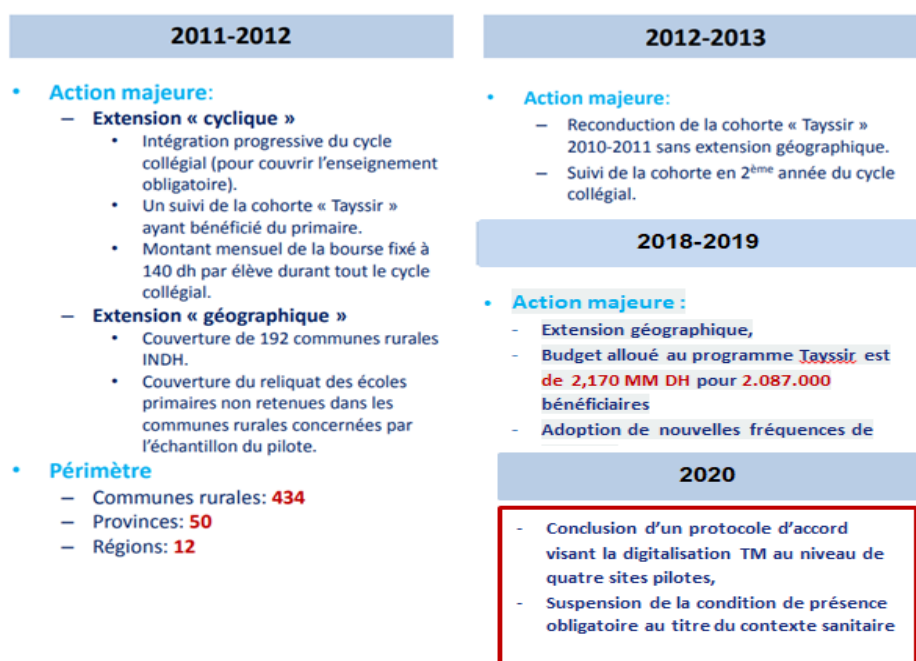 2011-2012
• Action majeure:
– Extension « cyclique »
• Intégration progressive du cycle
collégial (pour couvrir l’enseignement
obligatoire).
• Un suivi de la cohorte « Tayssir »
ayant bénéficié du primaire.
• Montant mensuel de la bourse fixé à
140 dh par élève durant tout le cycle
collégial.
– Extension « géographique »
• Couverture de 192 communes rurales
INDH.
• Couverture du reliquat des écoles
primaires non retenues dans les
communes rurales concernées par
l’échantillon du pilote.
• Périmètre
– Communes rurales: 434
– Provinces: 50
– Régions: 12
2012-2013
• Action majeure:
– Reconduction de la cohorte « Tayssir »
2010-2011 sans extension géographique.
– Suivi de la cohorte en 2ème année du cycle
collégial.
2018-2019
• Action majeure :
- Extension géographique,
- Budget alloué au programme Tayssir est
de 2,170 MM DH pour 2.087.000
bénéficiaires
- Adoption de nouvelles fréquences de
2020
- Conclusion d’un protocole d’accord
visant la digitalisation TM au niveau de
quatre sites pilotes,
- Suspension de la condition de présence
obligatoire au titre du contexte sanitaire